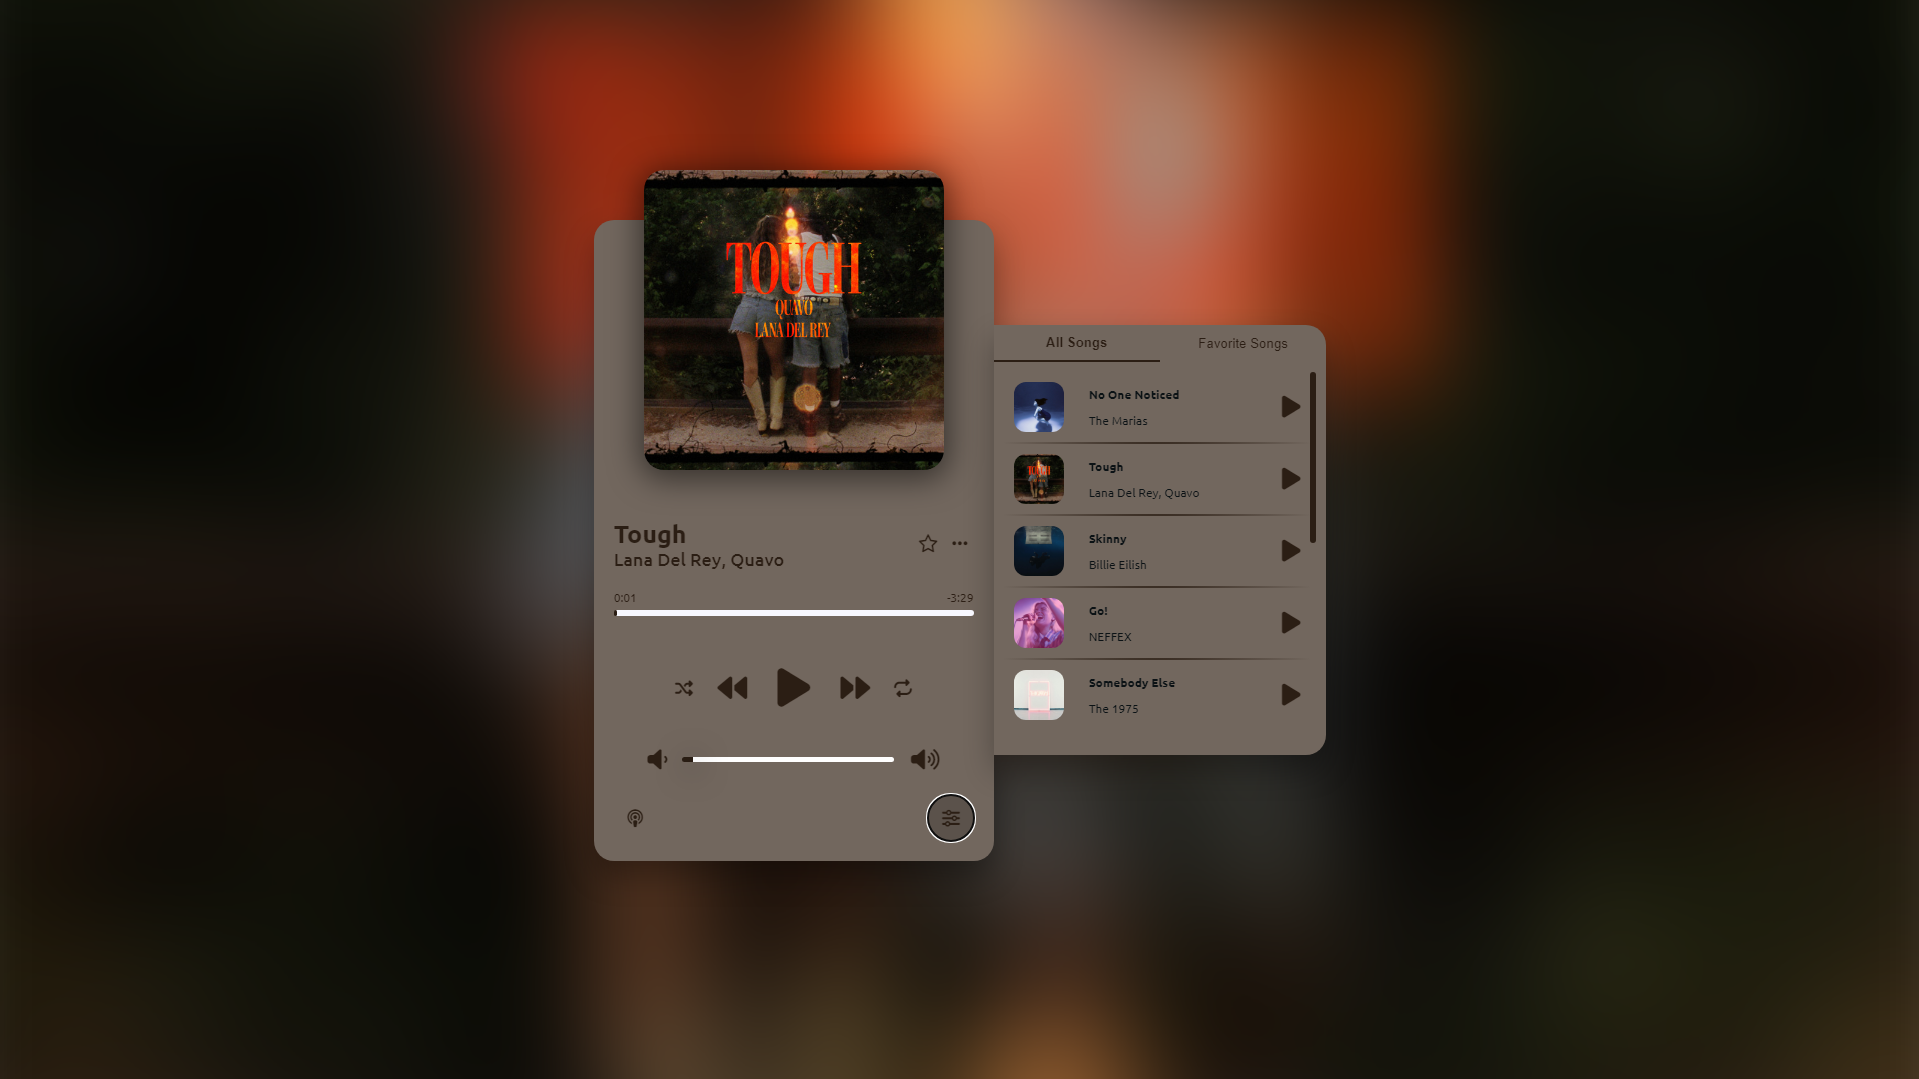 TOUGH
QUAVO
LANA DEL REY
Tough
Lana Del Rey, Quavo
0:01
-3:29
All Songs
Favorite Songs
No One Noticed
The Marias
Tough
Lana Del Rey, Quavo
Skinny
Billie Eilish
Go!
NEFFEX
Somebody Else
The 1975